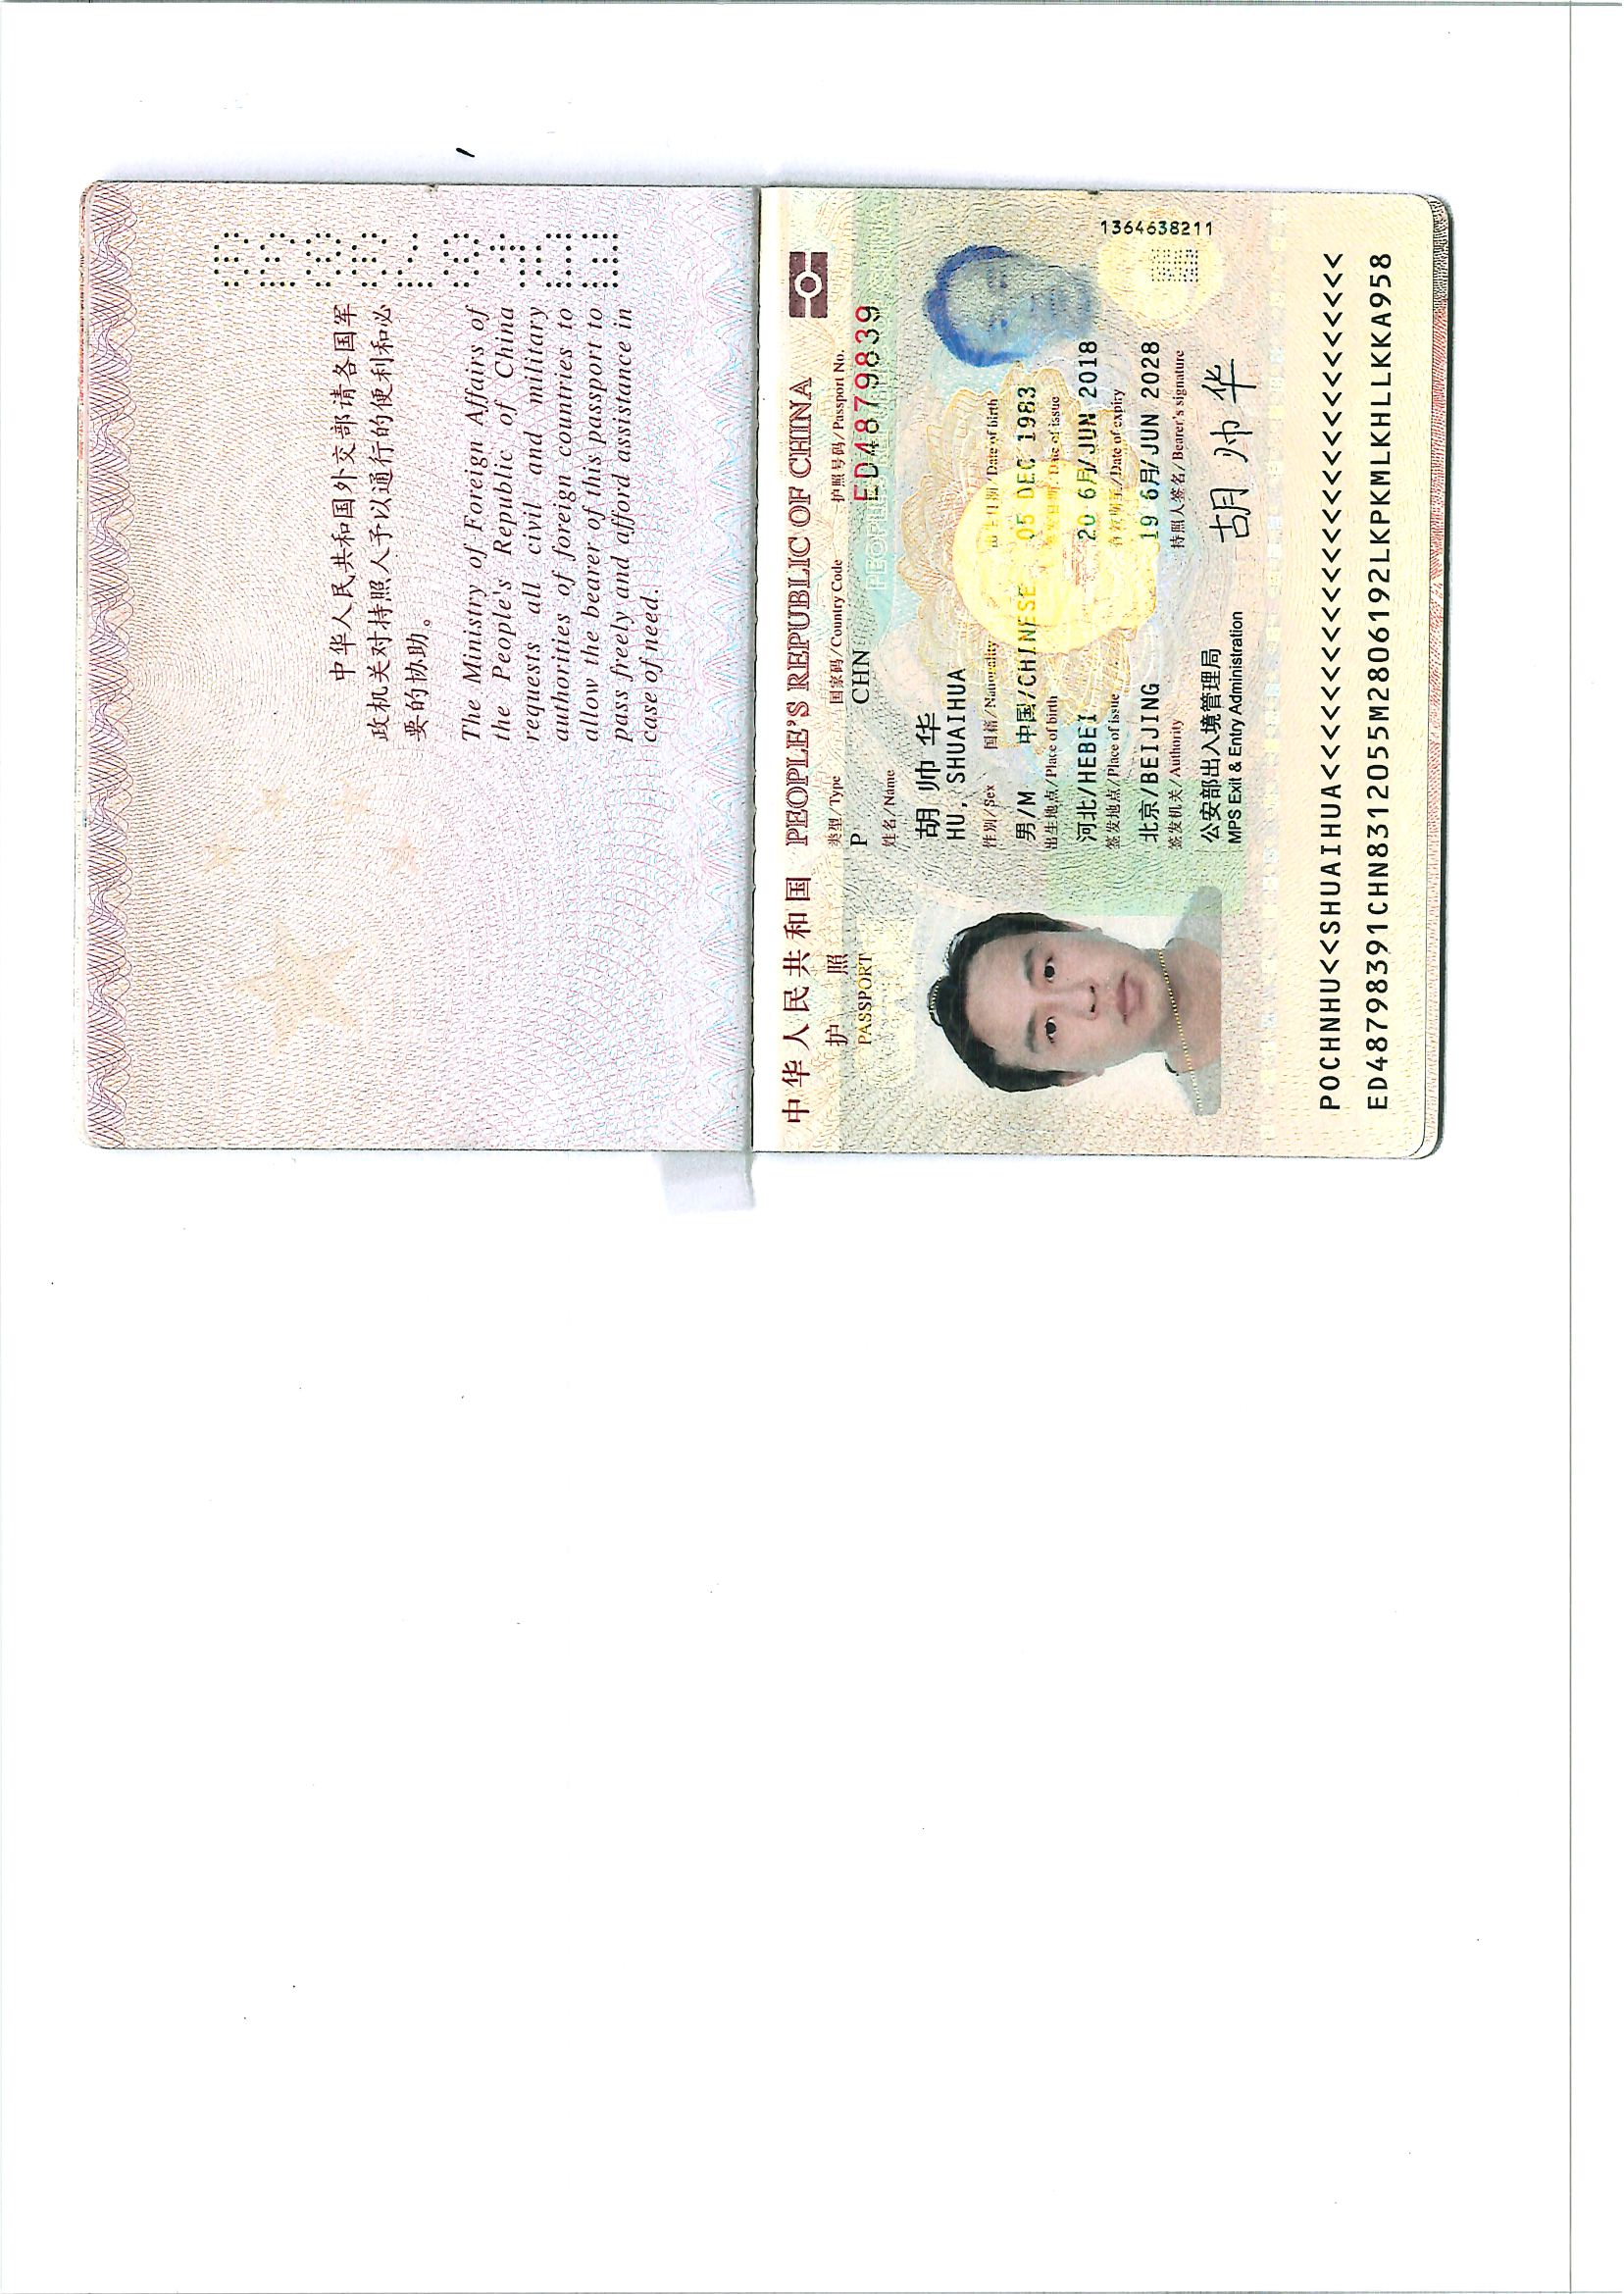 中华人民共和国外交部请各国军
政机关对持照人予以通行的便利和必
要的协助。
The Ministry of Foreign Affairs of
the People's Republic of China
requests all civil and military
authorities of foreign countries to
allow the bearer of this passport to
pass freely and afford assistance in
case of need.
中华人民共和国 PEOPLE'S REPUBLIC OF CHINA
护 照
PASSPORT
类型/Type 国家码/Country Code 护照号码/Passport No.
P CHN ED4879839
姓名/Name
胡帅华
HU, SHUAIHUA
性别/Sex 国籍/Nationality 出生日期/Date of birth
男/M 中国/CHINESE 05 DEC 1983
出生地点/Place of birth 签发日期/Date of issue
河北/HEBEI 20 6月/JUN 2018
签发地点/Place of issue 有效期至/Date of expiry
北京/BEIJING 19 6月/JUN 2028
签发机关/Authority 持照人签名/Bearer's signature
公安部出入境管理局
MPS Exit & Entry Administration
胡帅华
1364638211
POCHNHU<<SHUAIHUA<<<<<<<<<<<<<<<<<<<<<<<<<<<
ED48798391CHN8312055M2806192LKPKMLKHLLKKA958